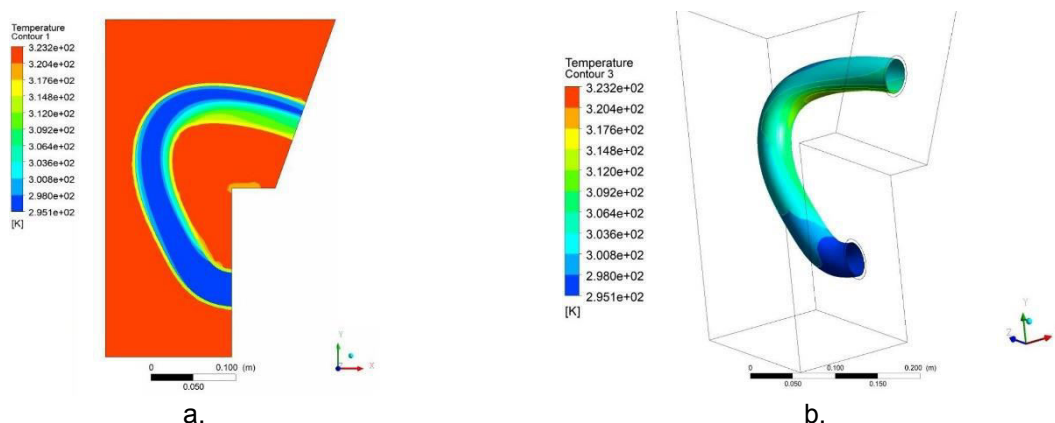 Temperature
Contour 1
3.232e+02
3.204e+02
3.176e+02
3.148e+02
3.120e+02
3.092e+02
3.064e+02
3.036e+02
3.008e+02
2.980e+02
2.951e+02
[K]
0 0.100 (m)
0.050
Y
X
a.
Temperature
Contour 3
3.232e+02
3.204e+02
3.176e+02
3.148e+02
3.120e+02
3.092e+02
3.064e+02
3.036e+02
3.008e+02
2.980e+02
2.951e+02
[K]
0 0.100 0.200 (m)
0.050 0.150
Y
Z
X
b.